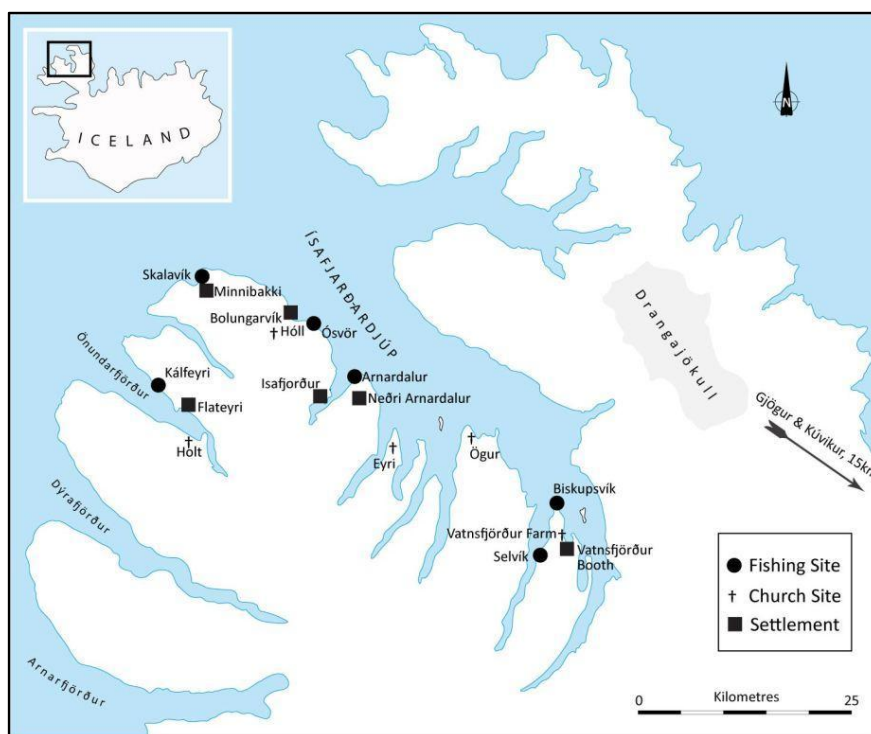 ICELAND
N
ÍSAFJARÐARDJÚP
Skalavík
Minnibakki
Bolungarvík
Hóll
Ósvör
Önundarfjörður
Kálfeyri
Isafjorður
Arnardalur
Neðri Arnardalur
Flateyri
Holt
Eyri
Ögur
Drangajökull
Gjögur & Kúvikur, 15km
Dýrafjörður
Biskupsvík
Vatnsfjörður Farm
Selvík
Vatnsfjörður
Booth
Arnarfjörður
Fishing Site
Church Site
Settlement
Kilometres
0 25